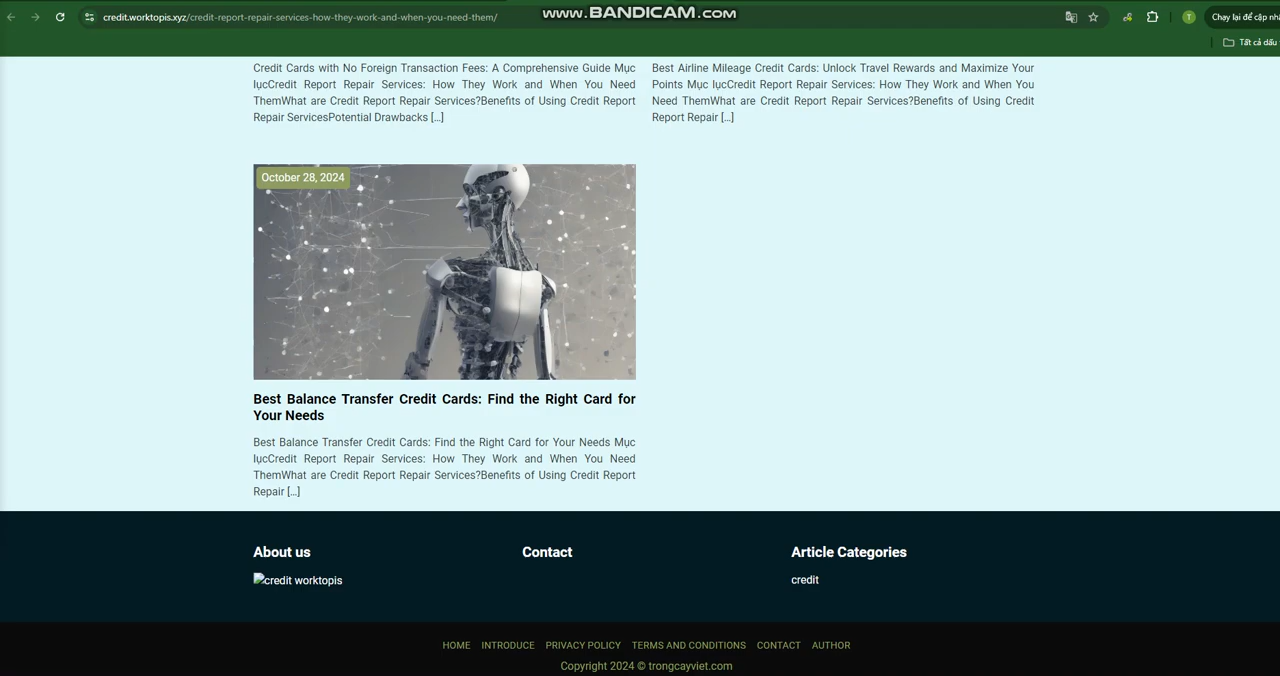 www.BANDICAM.com
credit.worktopis.xyz/credit-report-repair-services-how-they-work-and-when-you-need-them/
T
Chạy lại để cập nhậ
Tất cả dấu
Credit Cards with No Foreign Transaction Fees: A Comprehensive Guide Mục
lụcCredit Report Repair Services: How They Work and When You Need
ThemWhat are Credit Report Repair Services?Benefits of Using Credit Report
Repair ServicesPotential Drawbacks [...]
Best Airline Mileage Credit Cards: Unlock Travel Rewards and Maximize Your
Points Mục lụcCredit Report Repair Services: How They Work and When You
Need ThemWhat are Credit Report Repair Services?Benefits of Using Credit
Report Repair [...]
October 28, 2024
Best Balance Transfer Credit Cards: Find the Right Card for
Your Needs
Best Balance Transfer Credit Cards: Find the Right Card for Your Needs Mục
lụcCredit Report Repair Services: How They Work and When You Need
ThemWhat are Credit Report Repair Services?Benefits of Using Credit Report
Repair [...]
About us
credit worktopis
Contact
Article Categories
credit
HOME INTRODUCE PRIVACY POLICY TERMS AND CONDITIONS CONTACT AUTHOR
Copyright 2024 © trongcayviet.com